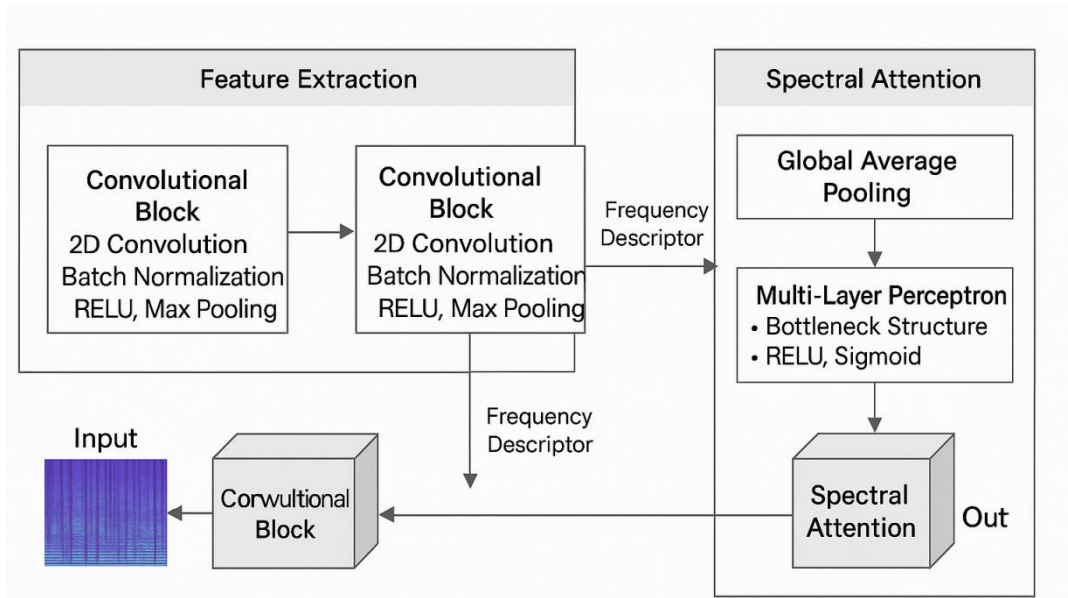 Feature Extraction
Convolutional
Block
2D Convolution
Batch Normalization
RELU, Max Pooling
Convolutional
Block
2D Convolution
Batch Normalization
RELU, Max Pooling
Frequency
Descriptor
Spectral Attention
Global Average
Pooling
Multi-Layer Perceptron
• Bottleneck Structure
• RELU, Sigmoid
Frequency
Descriptor
Input
Corwultional
Block
Spectral
Attention
Out